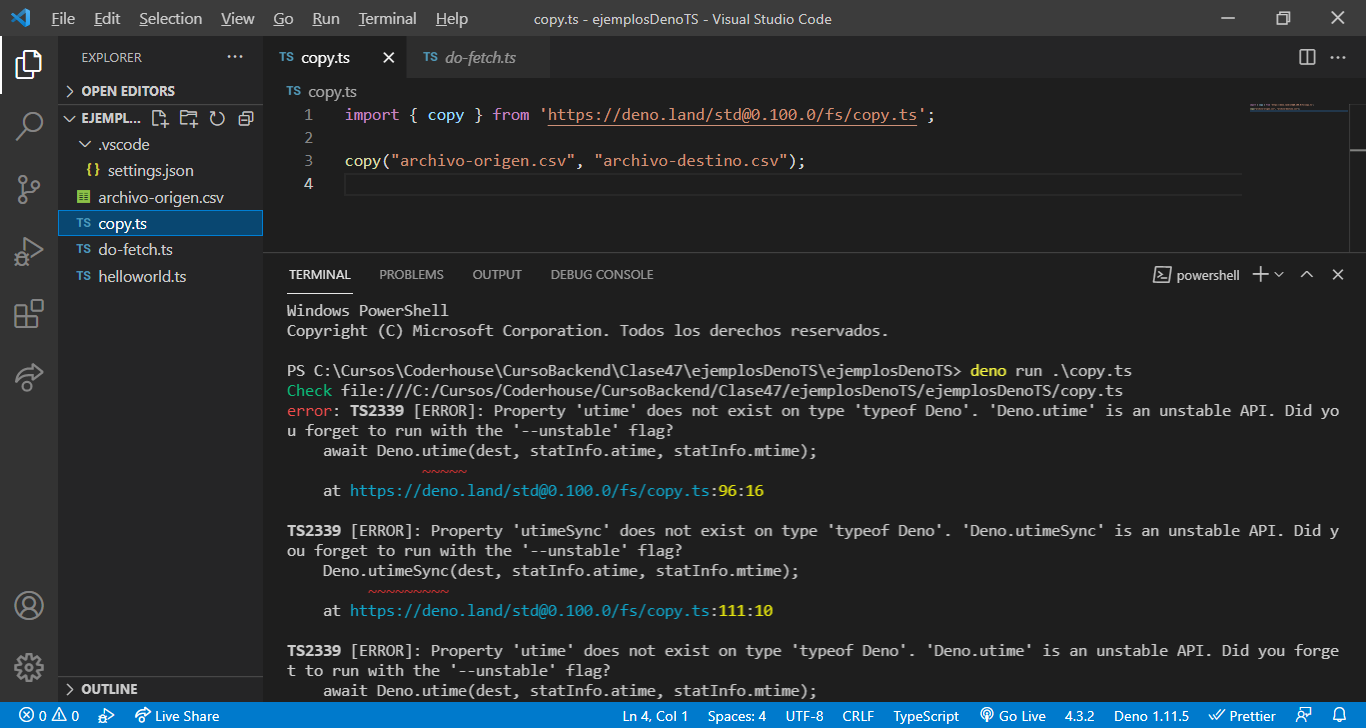 File Edit Selection View Go Run Terminal Help copy.ts - ejemplosDenoTS - Visual Studio Code
EXPLORER ···
OPEN EDITORS
EJEMPL...
.vscode
{} settings.json
archivo-origen.csv
TS copy.ts
TS do-fetch.ts
TS helloworld.ts
OUTLINE
TS copy.ts TS do-fetch.ts
TS copy.ts
1 import { copy } from 'https://deno.land/std@0.100.0/fs/copy.ts';
2
3 copy("archivo-origen.csv", "archivo-destino.csv");
4
TERMINAL PROBLEMS OUTPUT DEBUG CONSOLE powershell
Windows PowerShell
Copyright (C) Microsoft Corporation. Todos los derechos reservados.
PS C:\Cursos\Coderhouse\CursoBackend\Clase47\ejemplosDenoTS\ejemplosDenoTS> deno run .\copy.ts
Check file:///C:/Cursos/Coderhouse/CursoBackend/Clase47/ejemplosDenoTS/ejemplosDenoTS/copy.ts
error: TS2339 [ERROR]: Property 'utime' does not exist on type 'typeof Deno'. 'Deno.utime' is an unstable API. Did yo
u forget to run with the '--unstable' flag?
await Deno.utime(dest, statInfo.atime, statInfo.mtime);
~~~~~
at https://deno.land/std@0.100.0/fs/copy.ts:96:16
TS2339 [ERROR]: Property 'utimeSync' does not exist on type 'typeof Deno'. 'Deno.utimeSync' is an unstable API. Did y
ou forget to run with the '--unstable' flag?
Deno.utimeSync(dest, statInfo.atime, statInfo.mtime);
~~~~~~~~~
at https://deno.land/std@0.100.0/fs/copy.ts:111:10
TS2339 [ERROR]: Property 'utime' does not exist on type 'typeof Deno'. 'Deno.utime' is an unstable API. Did you forge
t to run with the '--unstable' flag?
await Deno.utime(dest, statInfo.atime, statInfo.mtime);
0 0 Live Share Ln 4, Col 1 Spaces: 4 UTF-8 CRLF TypeScript Go Live 4.3.2 Deno 1.11.5 Prettier